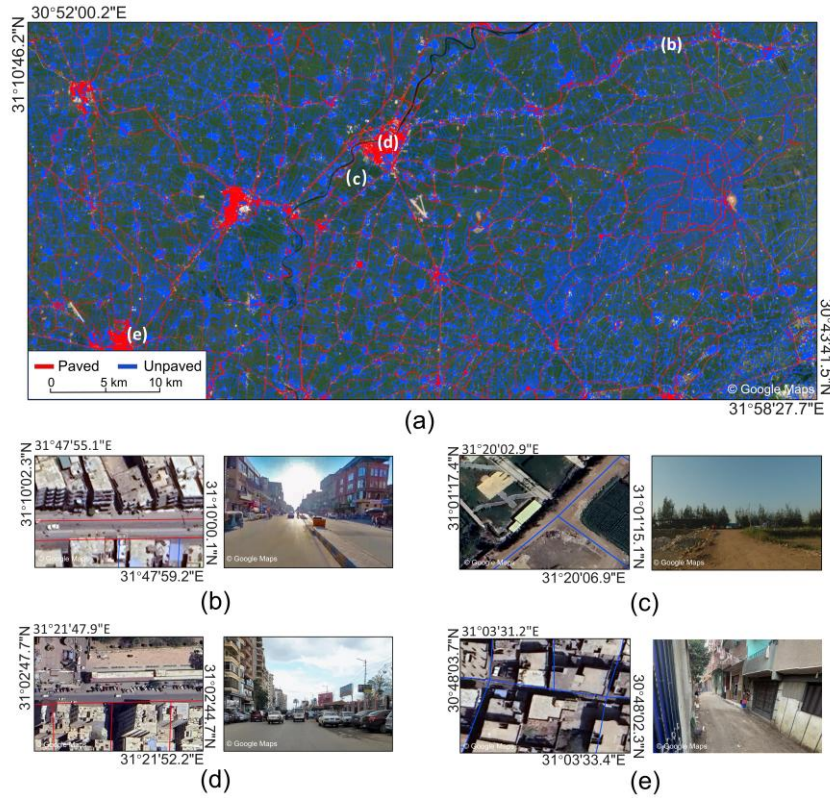 30°52'00.2"E
31°10'46.2"N
(b)
(d)
(c)
(e)
Paved Unpaved
0 5 km 10 km
© Google Maps
30°43'41.5"N
31°58'27.7"E
(a)
31°47'55.1"E
31°10'02.3"N
31°10'00.1"N
© Google Maps
© Google Maps
31°47'59.2"E
(b)
31°20'02.9"E
31°01'17.4"N
31°01'15.1"N
© Google Maps
© Google Maps
31°20'06.9"E
(c)
31°21'47.9"E
31°02'47.7"N
31°02'44.7"N
© Google Maps
© Google Maps
31°21'52.2"E
(d)
31°03'31.2"E
30°48'03.7"N
30°48'02.3"N
© Google Maps
© Google Maps
31°03'33.4"E
(e)